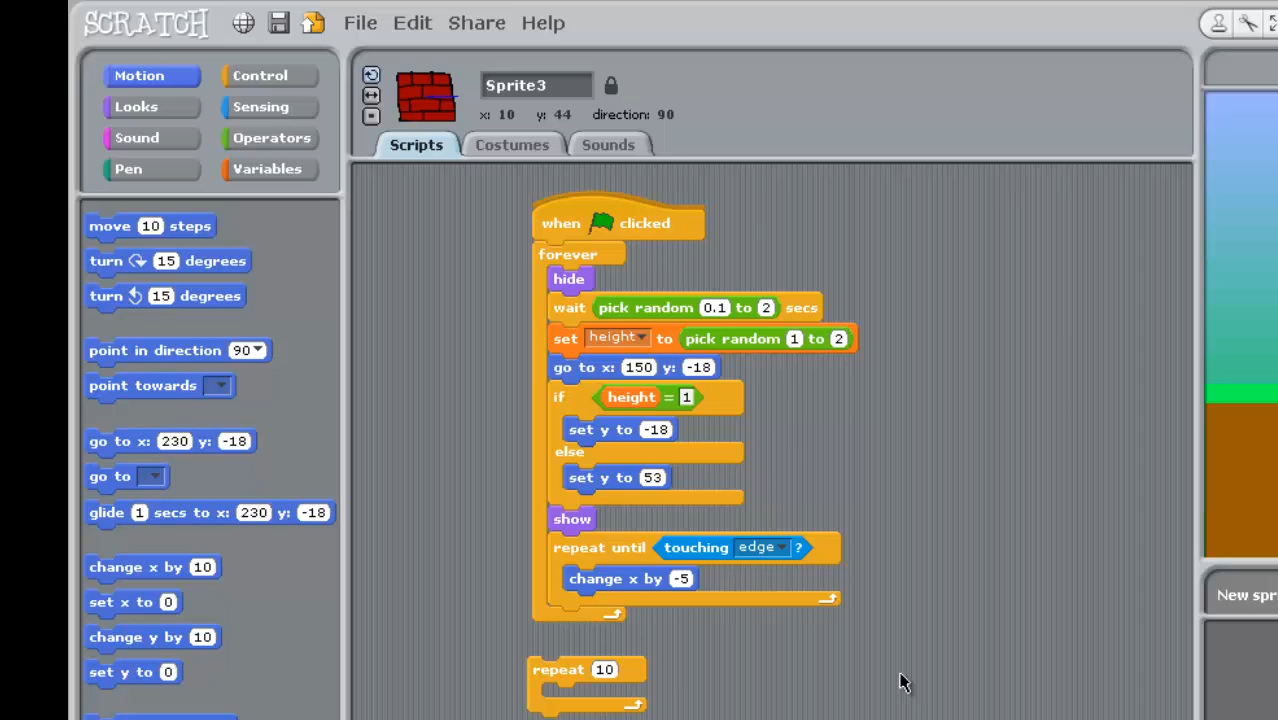 SCRATCH File Edit Share Help
Motion Control
Looks Sensing
Sound Operators
Pen Variables
Sprite3
x: 10 y: 44 direction: 90
Scripts Costumes Sounds
move 10 steps
turn 15 degrees
turn 15 degrees
point in direction 90
point towards
go to x: 230 y: -18
go to
glide 1 secs to x: 230 y: -18
change x by 10
set x to 0
change y by 10
set y to 0
when clicked
forever
hide
wait pick random 0.1 to 2 secs
set height to pick random 1 to 2
go to x: 150 y: -18
if height = 1
set y to -18
else
set y to 53
show
repeat until touching edge ?
change x by -5
repeat 10
New spr